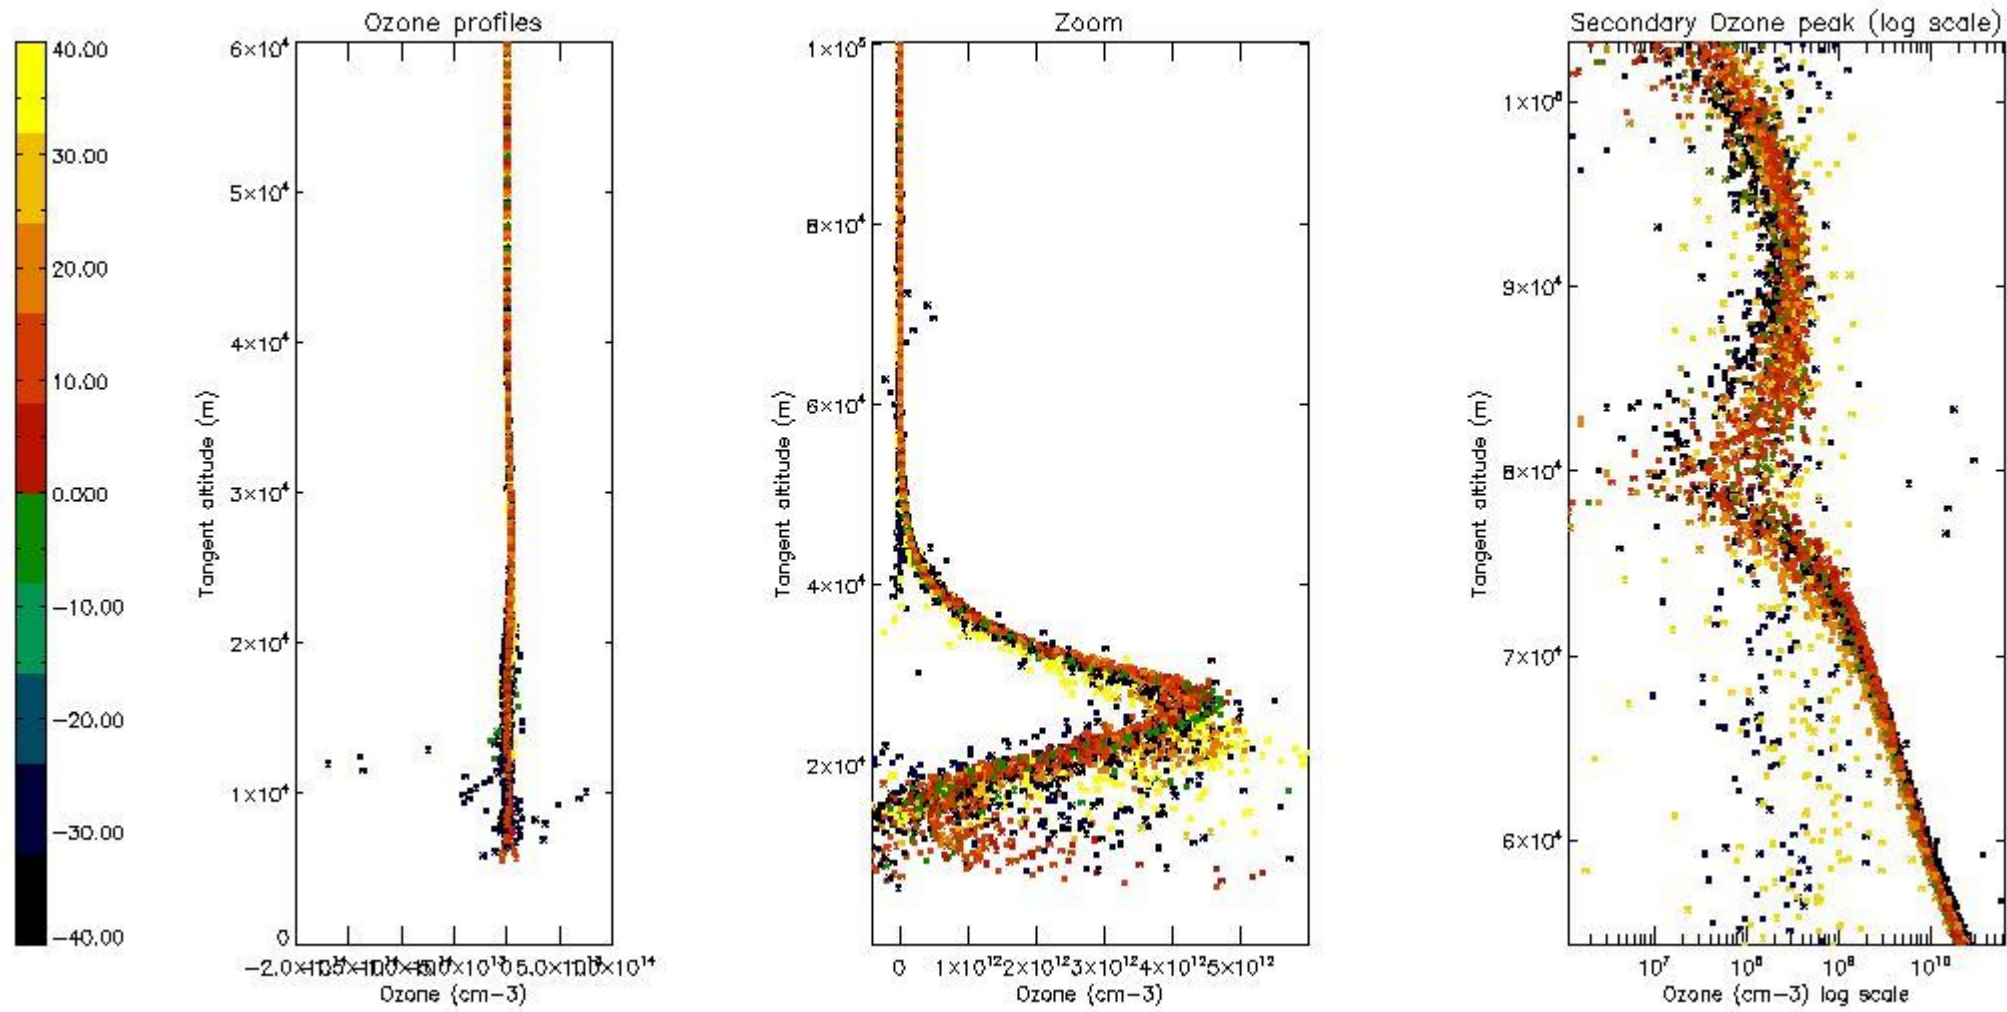 Ozone profiles
Zoom
Secondary Ozone peak (log scale)
40.00
30.00
20.00
10.00
0.000
−10.00
−20.00
−30.00
−40.00
6×10⁴
5×10⁴
4×10⁴
3×10⁴
2×10⁴
1×10⁴
0
Tangent altitude (m)
5.0×10¹³
Ozone (cm−3)
1×10⁵
8×10⁴
6×10⁴
4×10⁴
2×10⁴
Tangent altitude (m)
0 1×10¹² 2×10¹² 3×10¹² 4×10¹² 5×10¹²
Ozone (cm−3)
1×10⁵
9×10⁴
8×10⁴
7×10⁴
6×10⁴
Tangent altitude (m)
10⁷ 10⁸ 10⁹ 10¹⁰
Ozone (cm−3) log scale